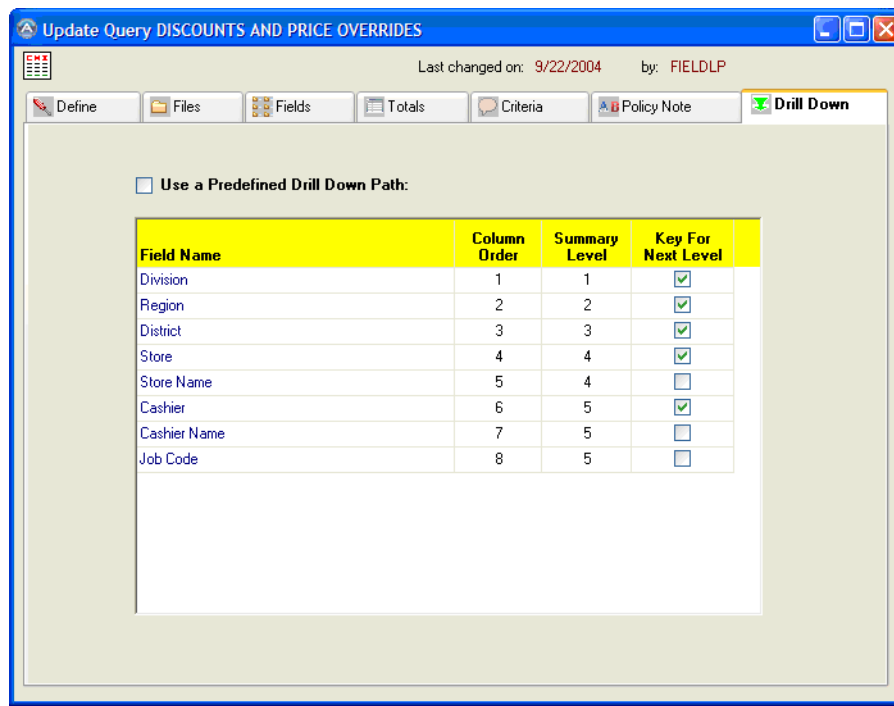 Update Query DISCOUNTS AND PRICE OVERRIDES
Last changed on: 9/22/2004 by: FIELDLP
Define Files Fields Totals Criteria Policy Note Drill Down
Use a Predefined Drill Down Path:
Field Name Column Order Summary Level Key For Next Level
Division 1 1
Region 2 2
District 3 3
Store 4 4
Store Name 5 4
Cashier 6 5
Cashier Name 7 5
Job Code 8 5